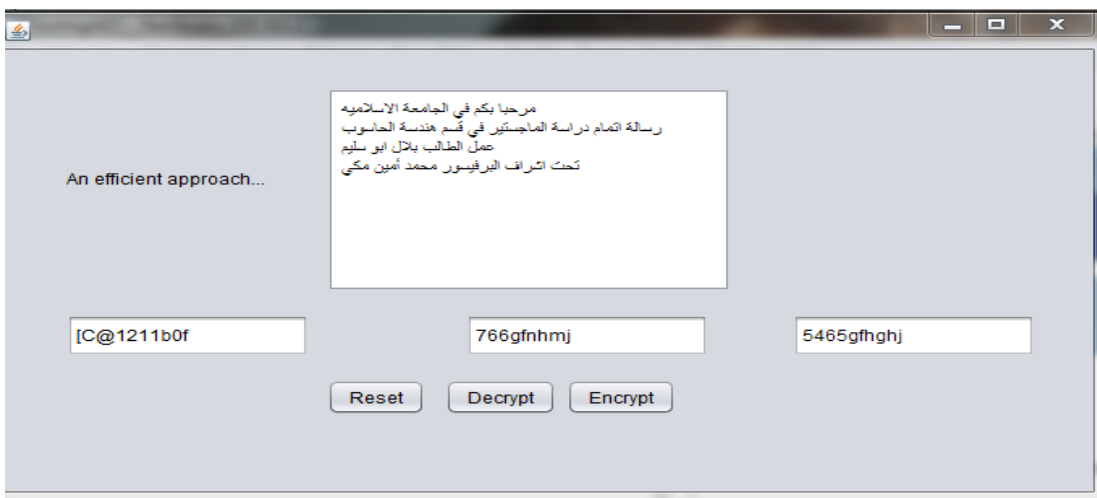 مرحبا بكم في الجامعة الاسلاميه
رسالة اتمام دراسة الماجستير في قسم هندسة الحاسوب
عمل الطالب بلال ابو سليم
تحت اشراف البرفيسور محمد أمين مكي
An efficient approach...
[C@1211b0f
766gfnhmj
5465gfhghj
Reset
Decrypt
Encrypt